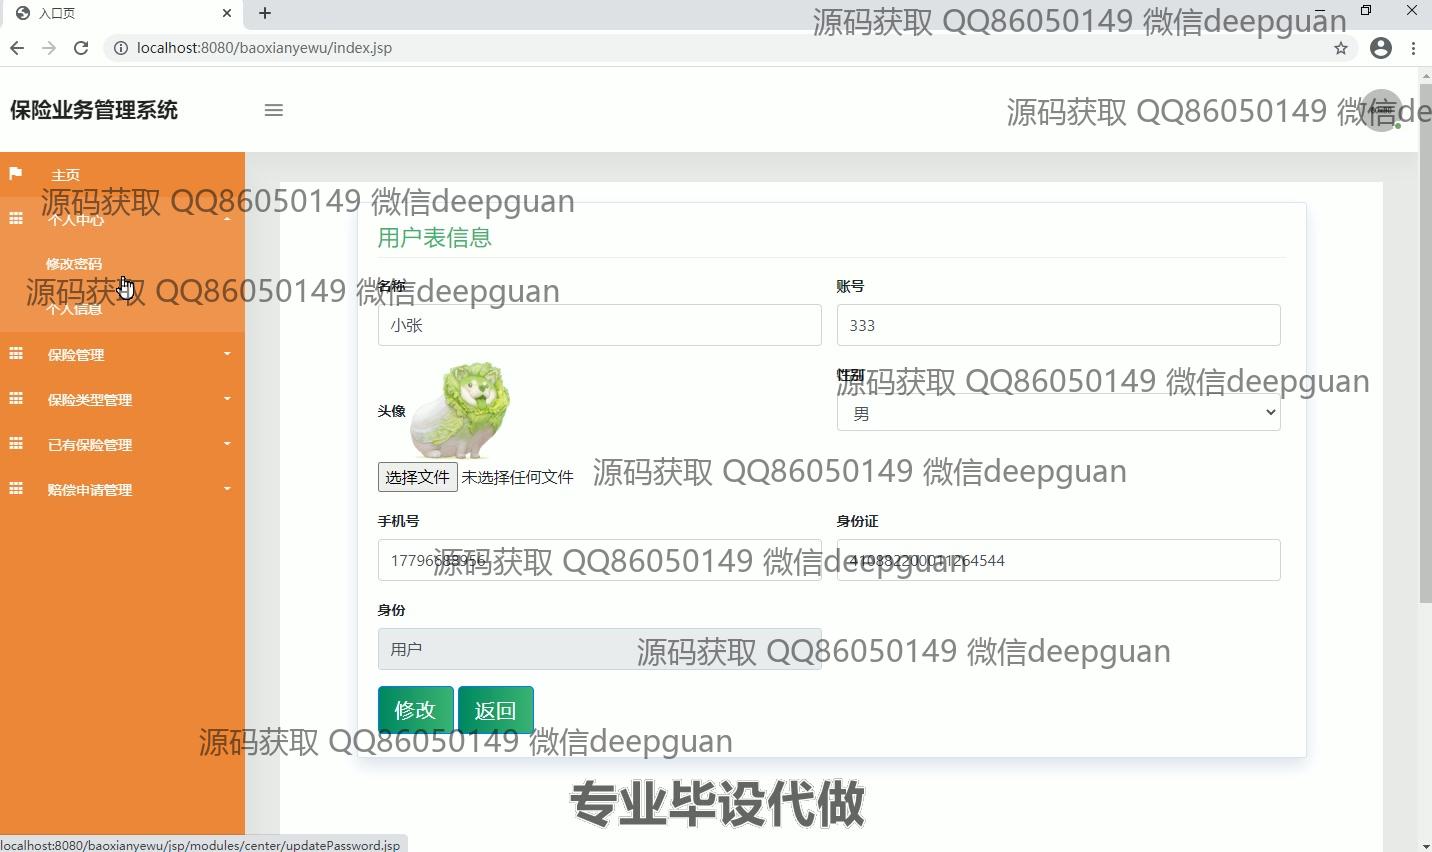 入口页
源码获取 QQ86050149 微信deepguan
localhost:8080/baoxianyewu/index.jsp
保险业务管理系统
源码获取 QQ86050149 微信de
主页
源码获取 QQ86050149 微信deepguan
个人中心
用户表信息
修改密码
源码获取 QQ86050149 微信deepguan
个人信息
名称
账号
小张
333
保险管理
保险类型管理
已有保险管理
赔偿申请管理
头像
性别
源码获取 QQ86050149 微信deepguan
男
选择文件 未选择任何文件
源码获取 QQ86050149 微信deepguan
手机号
身份证
17796688956
410882200011264544
源码获取 QQ86050149 微信deepguan
身份
用户
源码获取 QQ86050149 微信deepguan
修改
返回
源码获取 QQ86050149 微信deepguan
专业毕设代做
localhost:8080/baoxianyewu/jsp/modules/center/updatePassword.jsp